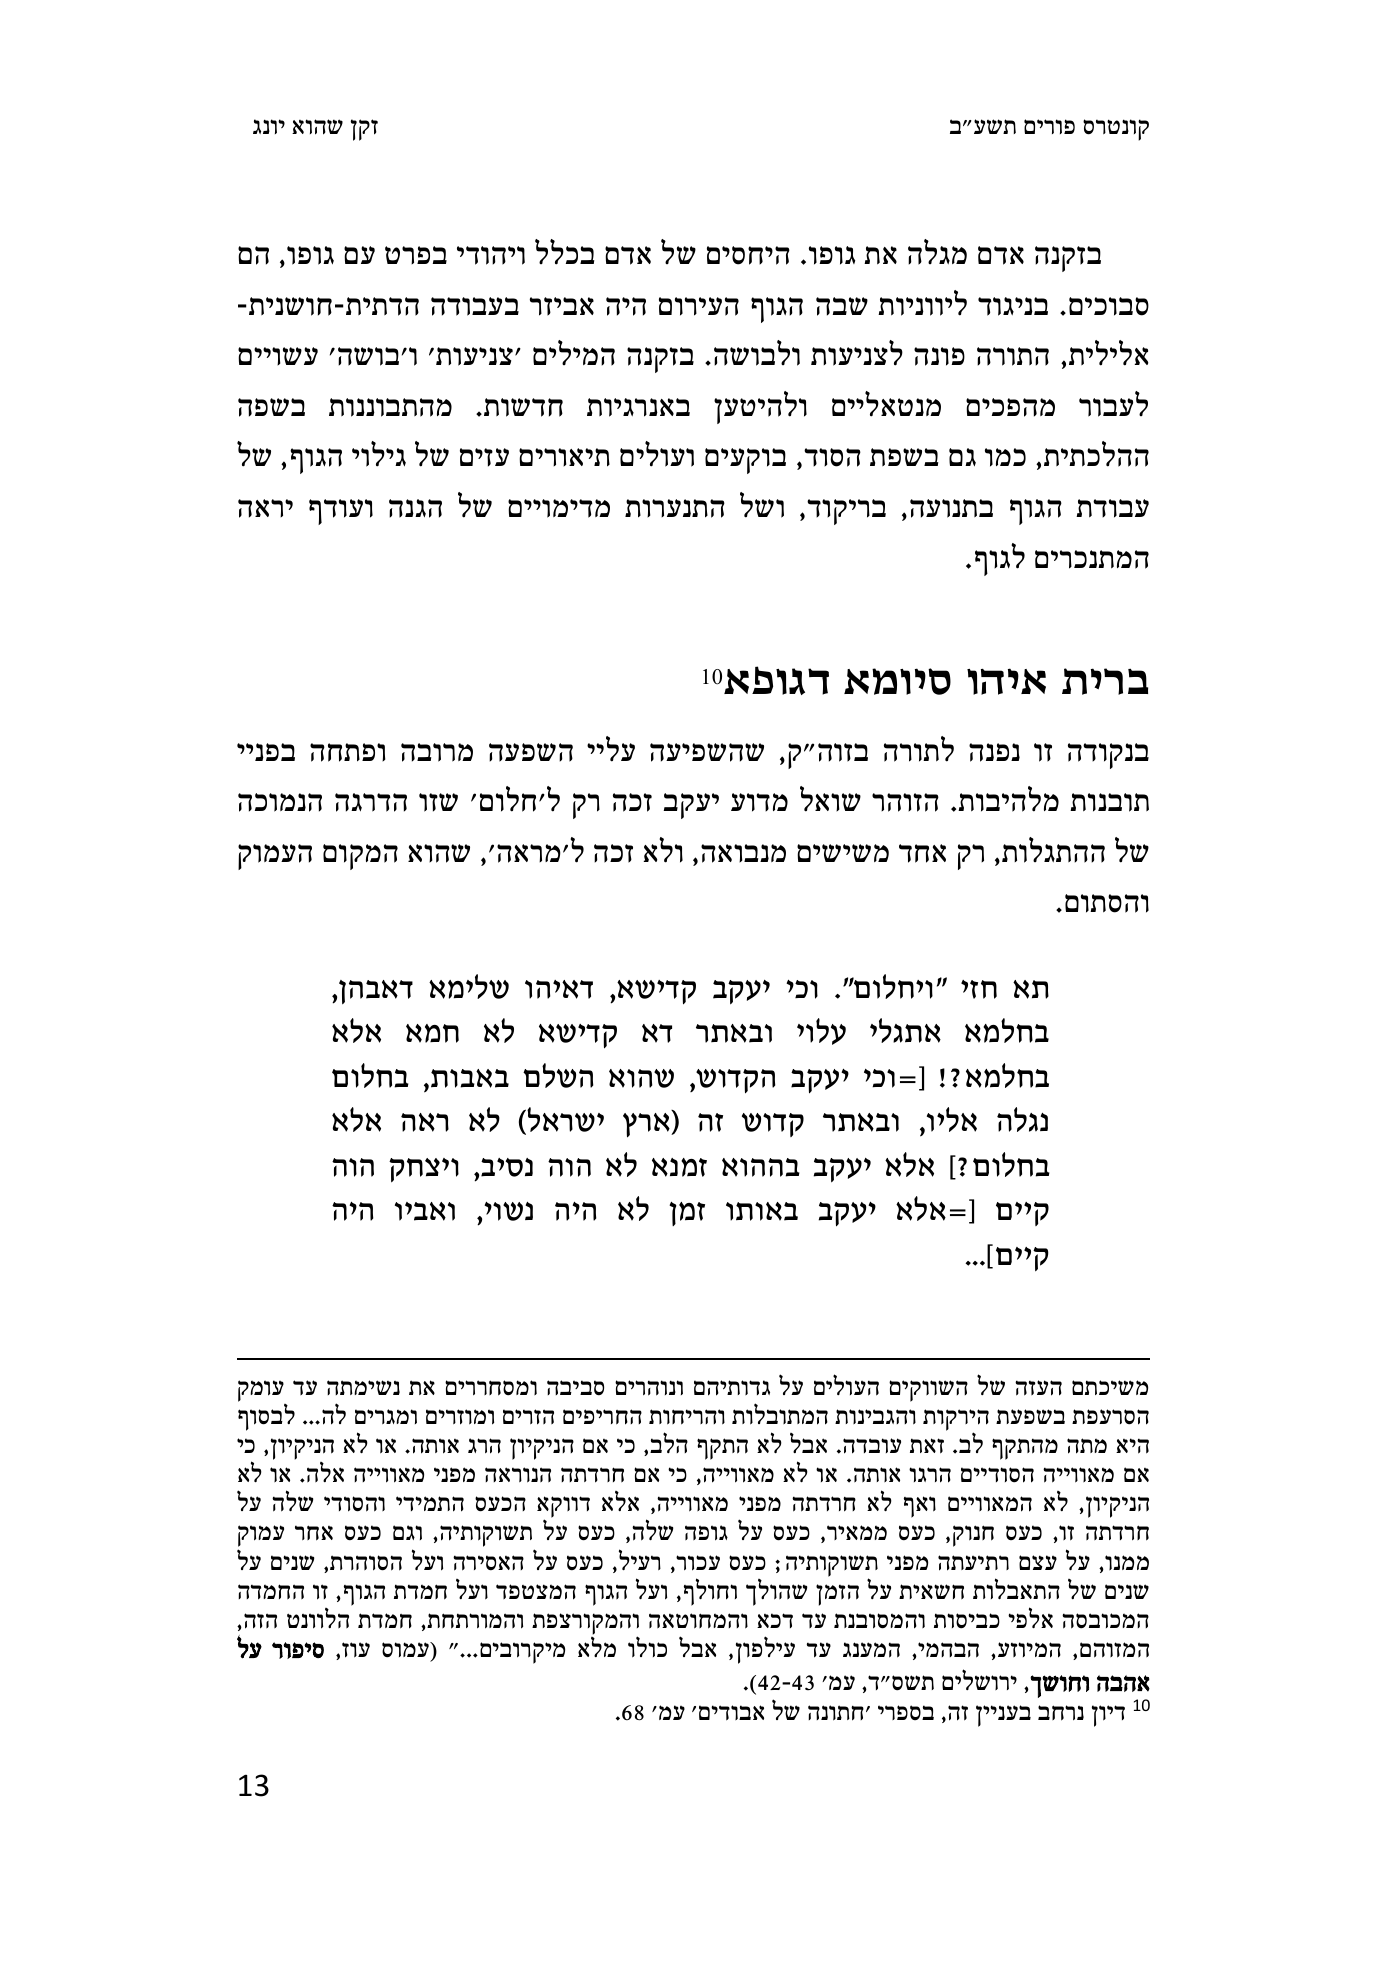 קונטרס פורים תשע״ב זקן שהוא יונג
בזקנה אדם מגלה את גופו. היחסים של אדם בכלל ויהודי בפרט עם גופו, הם
סבוכים. בניגוד ליווניות שבה הגוף העירום היה אביזר בעבודה הדתית-חושנית-
אלילית, התורה פונה לצניעות ולבושה. בזקנה המילים ׳צניעות׳ ו׳בושה׳ עשויים
לעבור מהפכים מנטאליים ולהיטען באנרגיות חדשות. מהתבוננות בשפה
ההלכתית, כמו גם בשפת הסוד, בוקעים ועולים תיאורים עזים של גילוי הגוף, של
עבודת הגוף בתנועה, בריקוד, ושל התנערות מדימויים של הגנה ועודף יראה
המתנכרים לגוף.
ברית איהו סיומא דגופא10
בנקודה זו נפנה לתורה בזוה״ק, שהשפיעה עליי השפעה מרובה ופתחה בפניי
תובנות מלהיבות. הזוהר שואל מדוע יעקב זכה רק ל׳חלום׳ שזו הדרגה הנמוכה
של ההתגלות, רק אחד משישים מנבואה, ולא זכה ל׳מראה׳, שהוא המקום העמוק
והסתום.
תא חזי ״ויחלום״. וכי יעקב קדישא, דאיהו שלימא דאבהן,
בחלמא אתגלי עלוי ובאתר דא קדישא לא חמא אלא
בחלמא?! [=וכי יעקב הקדוש, שהוא השלם באבות, בחלום
נגלה אליו, ובאתר קדוש זה (ארץ ישראל) לא ראה אלא
בחלום?] אלא יעקב בההוא זמנא לא הוה נסיב, ויצחק הוה
קיים [=אלא יעקב באותו זמן לא היה נשוי, ואביו היה
קיים]...
משיכתם העזה של השווקים העולים על גדותיהם ונוהרים סביבה ומסחררים את נשימתה עד עומק
הסרעפת בשפעת הירקות והגבינות המתובלות והריחות החריפים הזרים ומוזרים ומגרים לה... לבסוף
היא מתה מהתקף לב. זאת עובדה. אבל לא התקף הלב, כי אם הניקיון הרג אותה. או לא הניקיון, כי
אם מאווייה הסודיים הרגו אותה. או לא מאווייה, כי אם חרדתה הנוראה מפני מאווייה אלה. או לא
הניקיון, לא המאוויים ואף לא חרדתה מפני מאווייה, אלא דווקא הכעס התמידי והסודי שלה על
חרדתה זו, כעס חנוק, כעס ממאיר, כעס על גופה שלה, כעס על תשוקותיה, וגם כעס אחר עמוק
ממנו, על עצם רתיעתה מפני תשוקותיה; כעס עכור, רעיל, כעס על האסירה ועל הסוהרת, שנים על
שנים של התאבלות חשאית על הזמן שהולך וחולף, ועל הגוף המצטפד ועל חמדת הגוף, זו החמדה
המכובסה אלפי כביסות והמסובנת עד דכא והמחוטאה והמקורצפת והמורתחת, חמדת הלוונט הזה,
המזוהם, המיוזע, הבהמי, המענג עד עילפון, אבל כולו מלא מיקרובים...״ (עמוס עוז, סיפור על
אהבה וחושך, ירושלים תשס״ד, עמ׳ 42-43).
10 דיון נרחב בעניין זה, בספרי ׳חתונה של אבודים׳ עמ׳ 68.
13